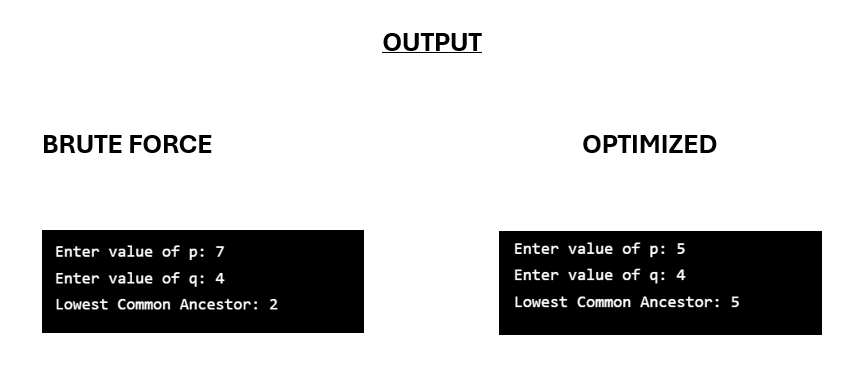 OUTPUT
BRUTE FORCE
OPTIMIZED
Enter value of p: 7
Enter value of q: 4
Lowest Common Ancestor: 2
Enter value of p: 5
Enter value of q: 4
Lowest Common Ancestor: 5